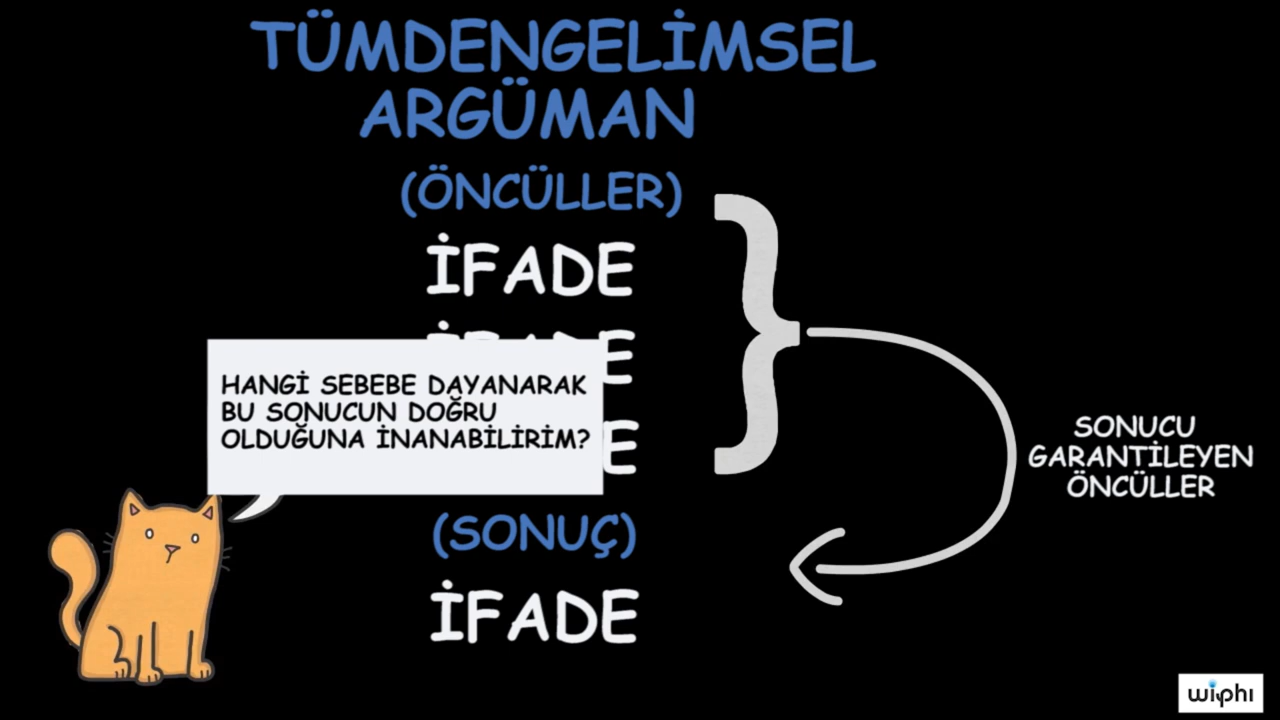 TÜMDENGELİMSEL
ARGÜMAN
(ÖNCÜLLER)
İFADE
HANGİ SEBEBE DAYANARAK
BU SONUCUN DOĞRU
OLDUĞUNA İNANABİLİRİM?
(SONUÇ)
İFADE
SONUCU
GARANTİLEYEN
ÖNCÜLLER
wiphi